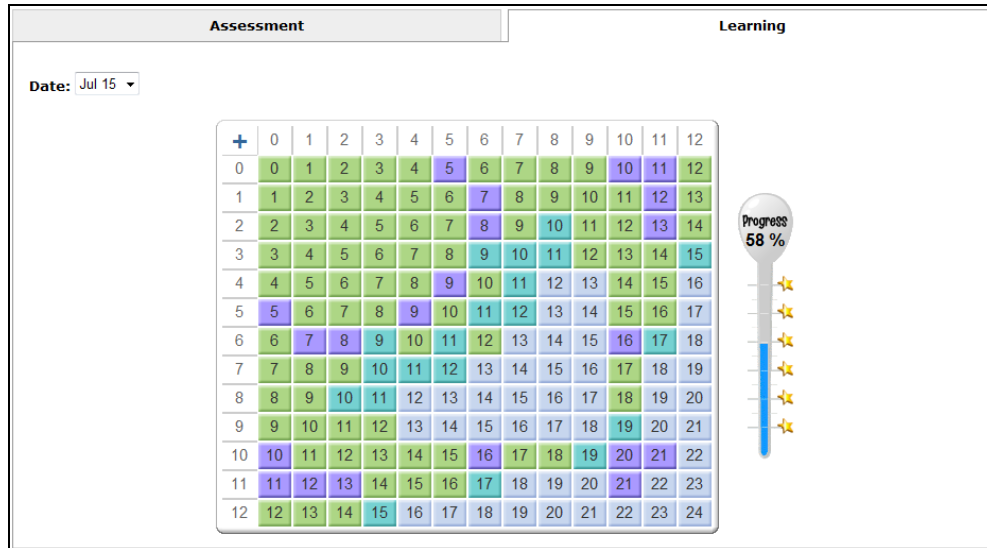 Assessment Learning
Date: Jul 15
+ 0 1 2 3 4 5 6 7 8 9 10 11 12
0 0 1 2 3 4 5 6 7 8 9 10 11 12
1 1 2 3 4 5 6 7 8 9 10 11 12 13
2 2 3 4 5 6 7 8 9 10 11 12 13 14
3 3 4 5 6 7 8 9 10 11 12 13 14 15
4 4 5 6 7 8 9 10 11 12 13 14 15 16
5 5 6 7 8 9 10 11 12 13 14 15 16 17
6 6 7 8 9 10 11 12 13 14 15 16 17 18
7 7 8 9 10 11 12 13 14 15 16 17 18 19
8 8 9 10 11 12 13 14 15 16 17 18 19 20
9 9 10 11 12 13 14 15 16 17 18 19 20 21
10 10 11 12 13 14 15 16 17 18 19 20 21 22
11 11 12 13 14 15 16 17 18 19 20 21 22 23
12 12 13 14 15 16 17 18 19 20 21 22 23 24
Progress
58 %